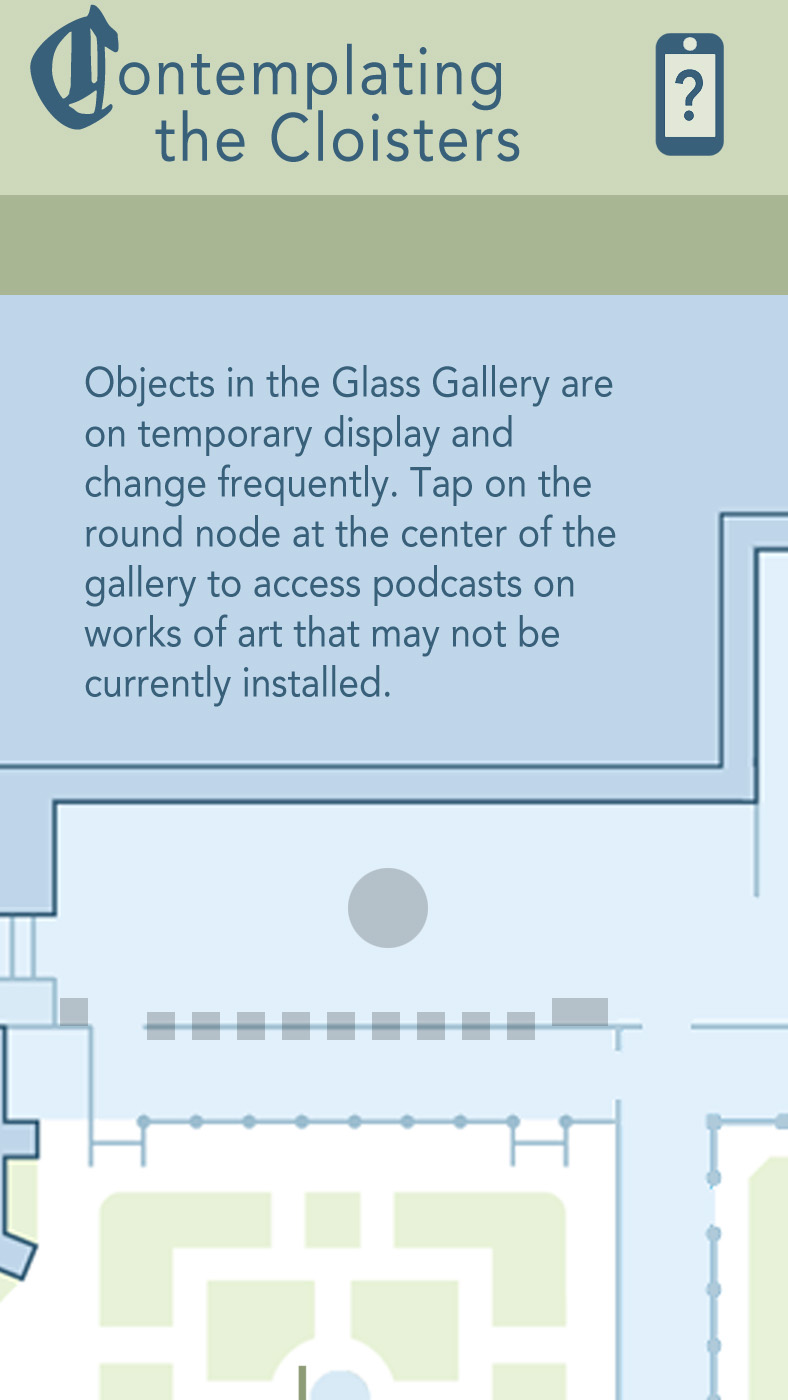 Contemplating
the Cloisters
?
Objects in the Glass Gallery are
on temporary display and
change frequently. Tap on the
round node at the center of the
gallery to access podcasts on
works of art that may not be
currently installed.